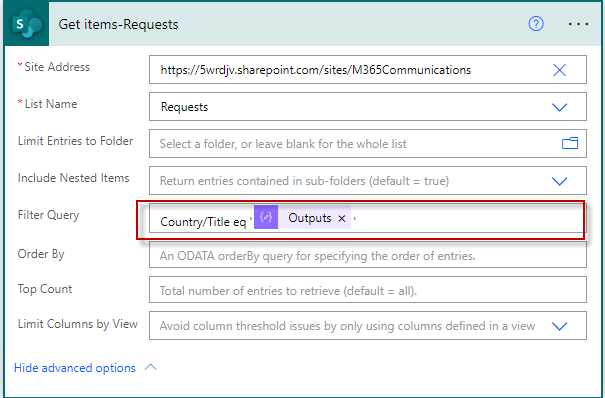 Get items-Requests
* Site Address
https://5wrdjv.sharepoint.com/sites/M365Communications
* List Name
Requests
Limit Entries to Folder
Select a folder, or leave blank for the whole list
Include Nested Items
Return entries contained in sub-folders (default = true)
Filter Query
Country/Title eq ' Outputs × '
Order By
An ODATA orderBy query for specifying the order of entries.
Top Count
Total number of entries to retrieve (default = all).
Limit Columns by View
Avoid column threshold issues by only using columns defined in a view
Hide advanced options